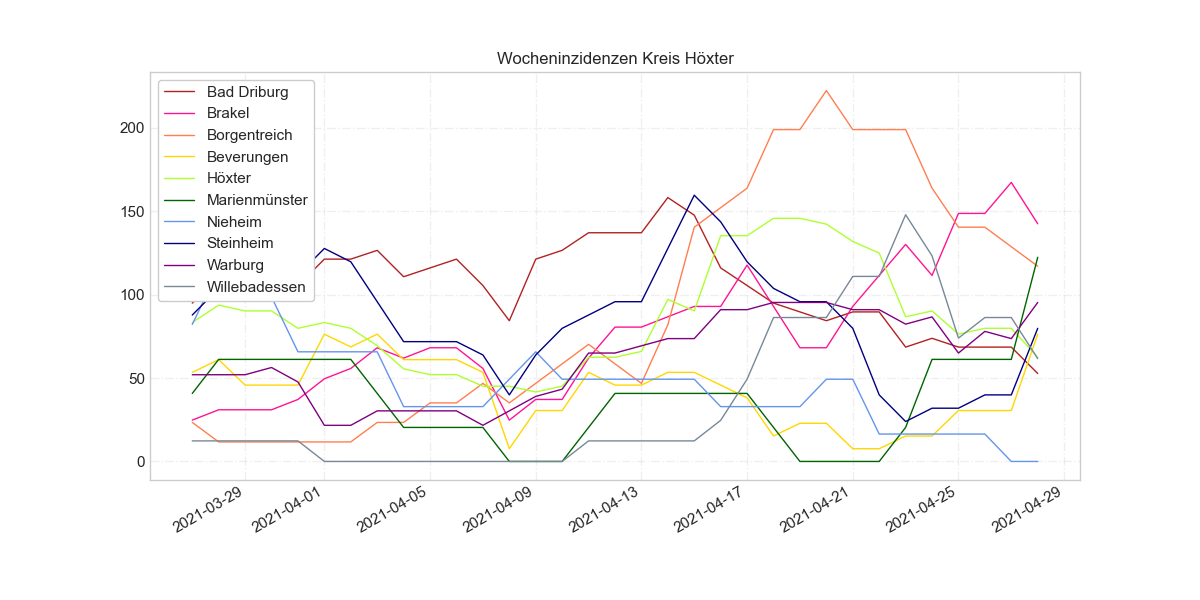 Wocheninzidenzen Kreis Höxter
Bad Driburg
Brakel
Borgentreich
Beverungen
Höxter
Marienmünster
Nieheim
Steinheim
Warburg
Willebadessen
200
150
100
50
0
2021-03-29
2021-04-01
2021-04-05
2021-04-09
2021-04-13
2021-04-17
2021-04-21
2021-04-25
2021-04-29